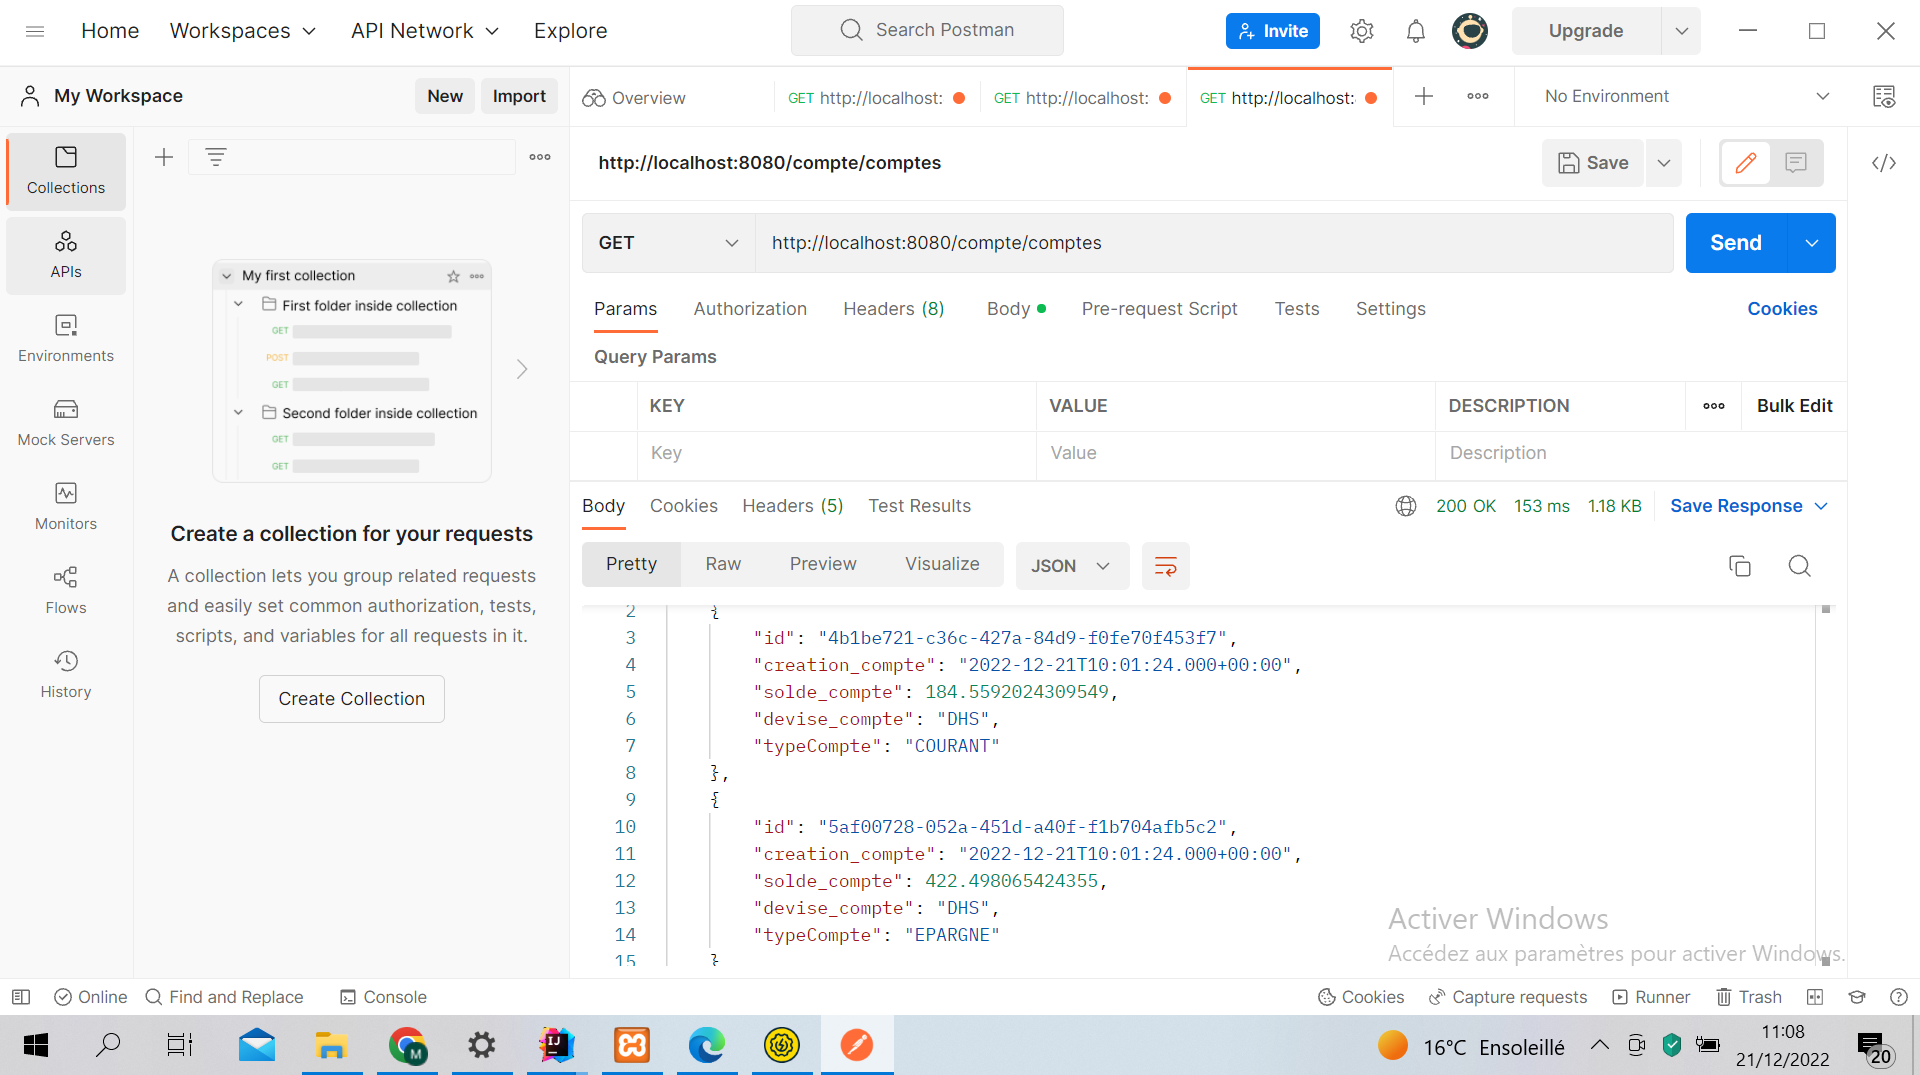 Home
Workspaces
API Network
Explore
Search Postman
Invite
Upgrade
My Workspace
New
Import
Overview
GET http://localhost:
GET http://localhost:
GET http://localhost:
No Environment
Collections
APIs
Environments
Mock Servers
Monitors
Flows
History
My first collection
First folder inside collection
GET
POST
GET
Second folder inside collection
GET
GET
Create a collection for your requests
A collection lets you group related requests
and easily set common authorization, tests,
scripts, and variables for all requests in it.
Create Collection
http://localhost:8080/compte/comptes
Save
GET
http://localhost:8080/compte/comptes
Send
Params
Authorization
Headers (8)
Body
Pre-request Script
Tests
Settings
Cookies
Query Params
KEY
VALUE
DESCRIPTION
Bulk Edit
Key
Value
Description
Body
Cookies
Headers (5)
Test Results
200 OK
153 ms
1.18 KB
Save Response
Pretty
Raw
Preview
Visualize
JSON
2 {
3 "id": "4b1be721-c36c-427a-84d9-f0fe70f453f7",
4 "creation_compte": "2022-12-21T10:01:24.000+00:00",
5 "solde_compte": 184.5592024309549,
6 "devise_compte": "DHS",
7 "typeCompte": "COURANT"
8 },
9 {
10 "id": "5af00728-052a-451d-a40f-f1b704afb5c2",
11 "creation_compte": "2022-12-21T10:01:24.000+00:00",
12 "solde_compte": 422.498065424355,
13 "devise_compte": "DHS",
14 "typeCompte": "EPARGNE"
15 }
Activer Windows
Accédez aux paramètres pour activer Windows.
Online
Find and Replace
Console
Cookies
Capture requests
Runner
Trash
M
IJ
16°C Ensoleillé
11:08
21/12/2022
20